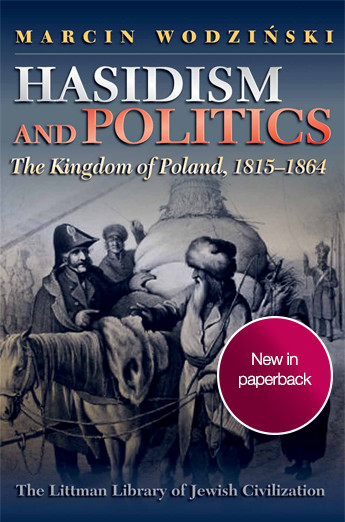 MARCIN WODZIŃSKI
HASIDISM
AND POLITICS
The Kingdom of Poland, 1815–1864
New in
paperback
The Littman Library of Jewish Civilization